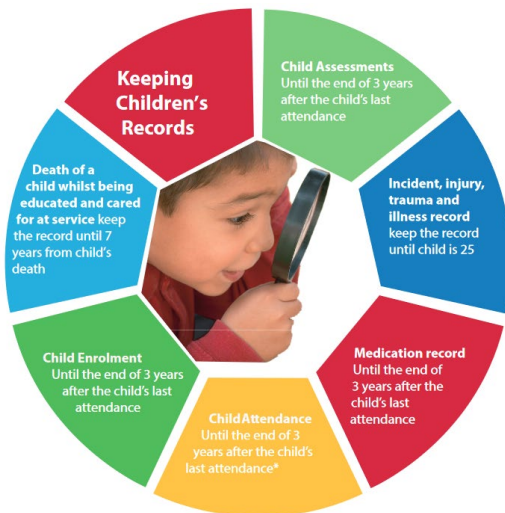 Keeping
Children's
Records
Child Assessments
Until the end of 3 years
after the child's last
attendance
Incident, injury,
trauma and
illness record
keep the record
until child is 25
Medication record
Until the end of
3 years after the
child's last
attendance
Child Attendance
Until the end of 3
years after the child's
last attendance*
Child Enrolment
Until the end of 3 years
after the child's last
attendance
Death of a
child whilst being
educated and cared
for at service keep
the record until 7
years from child's
death